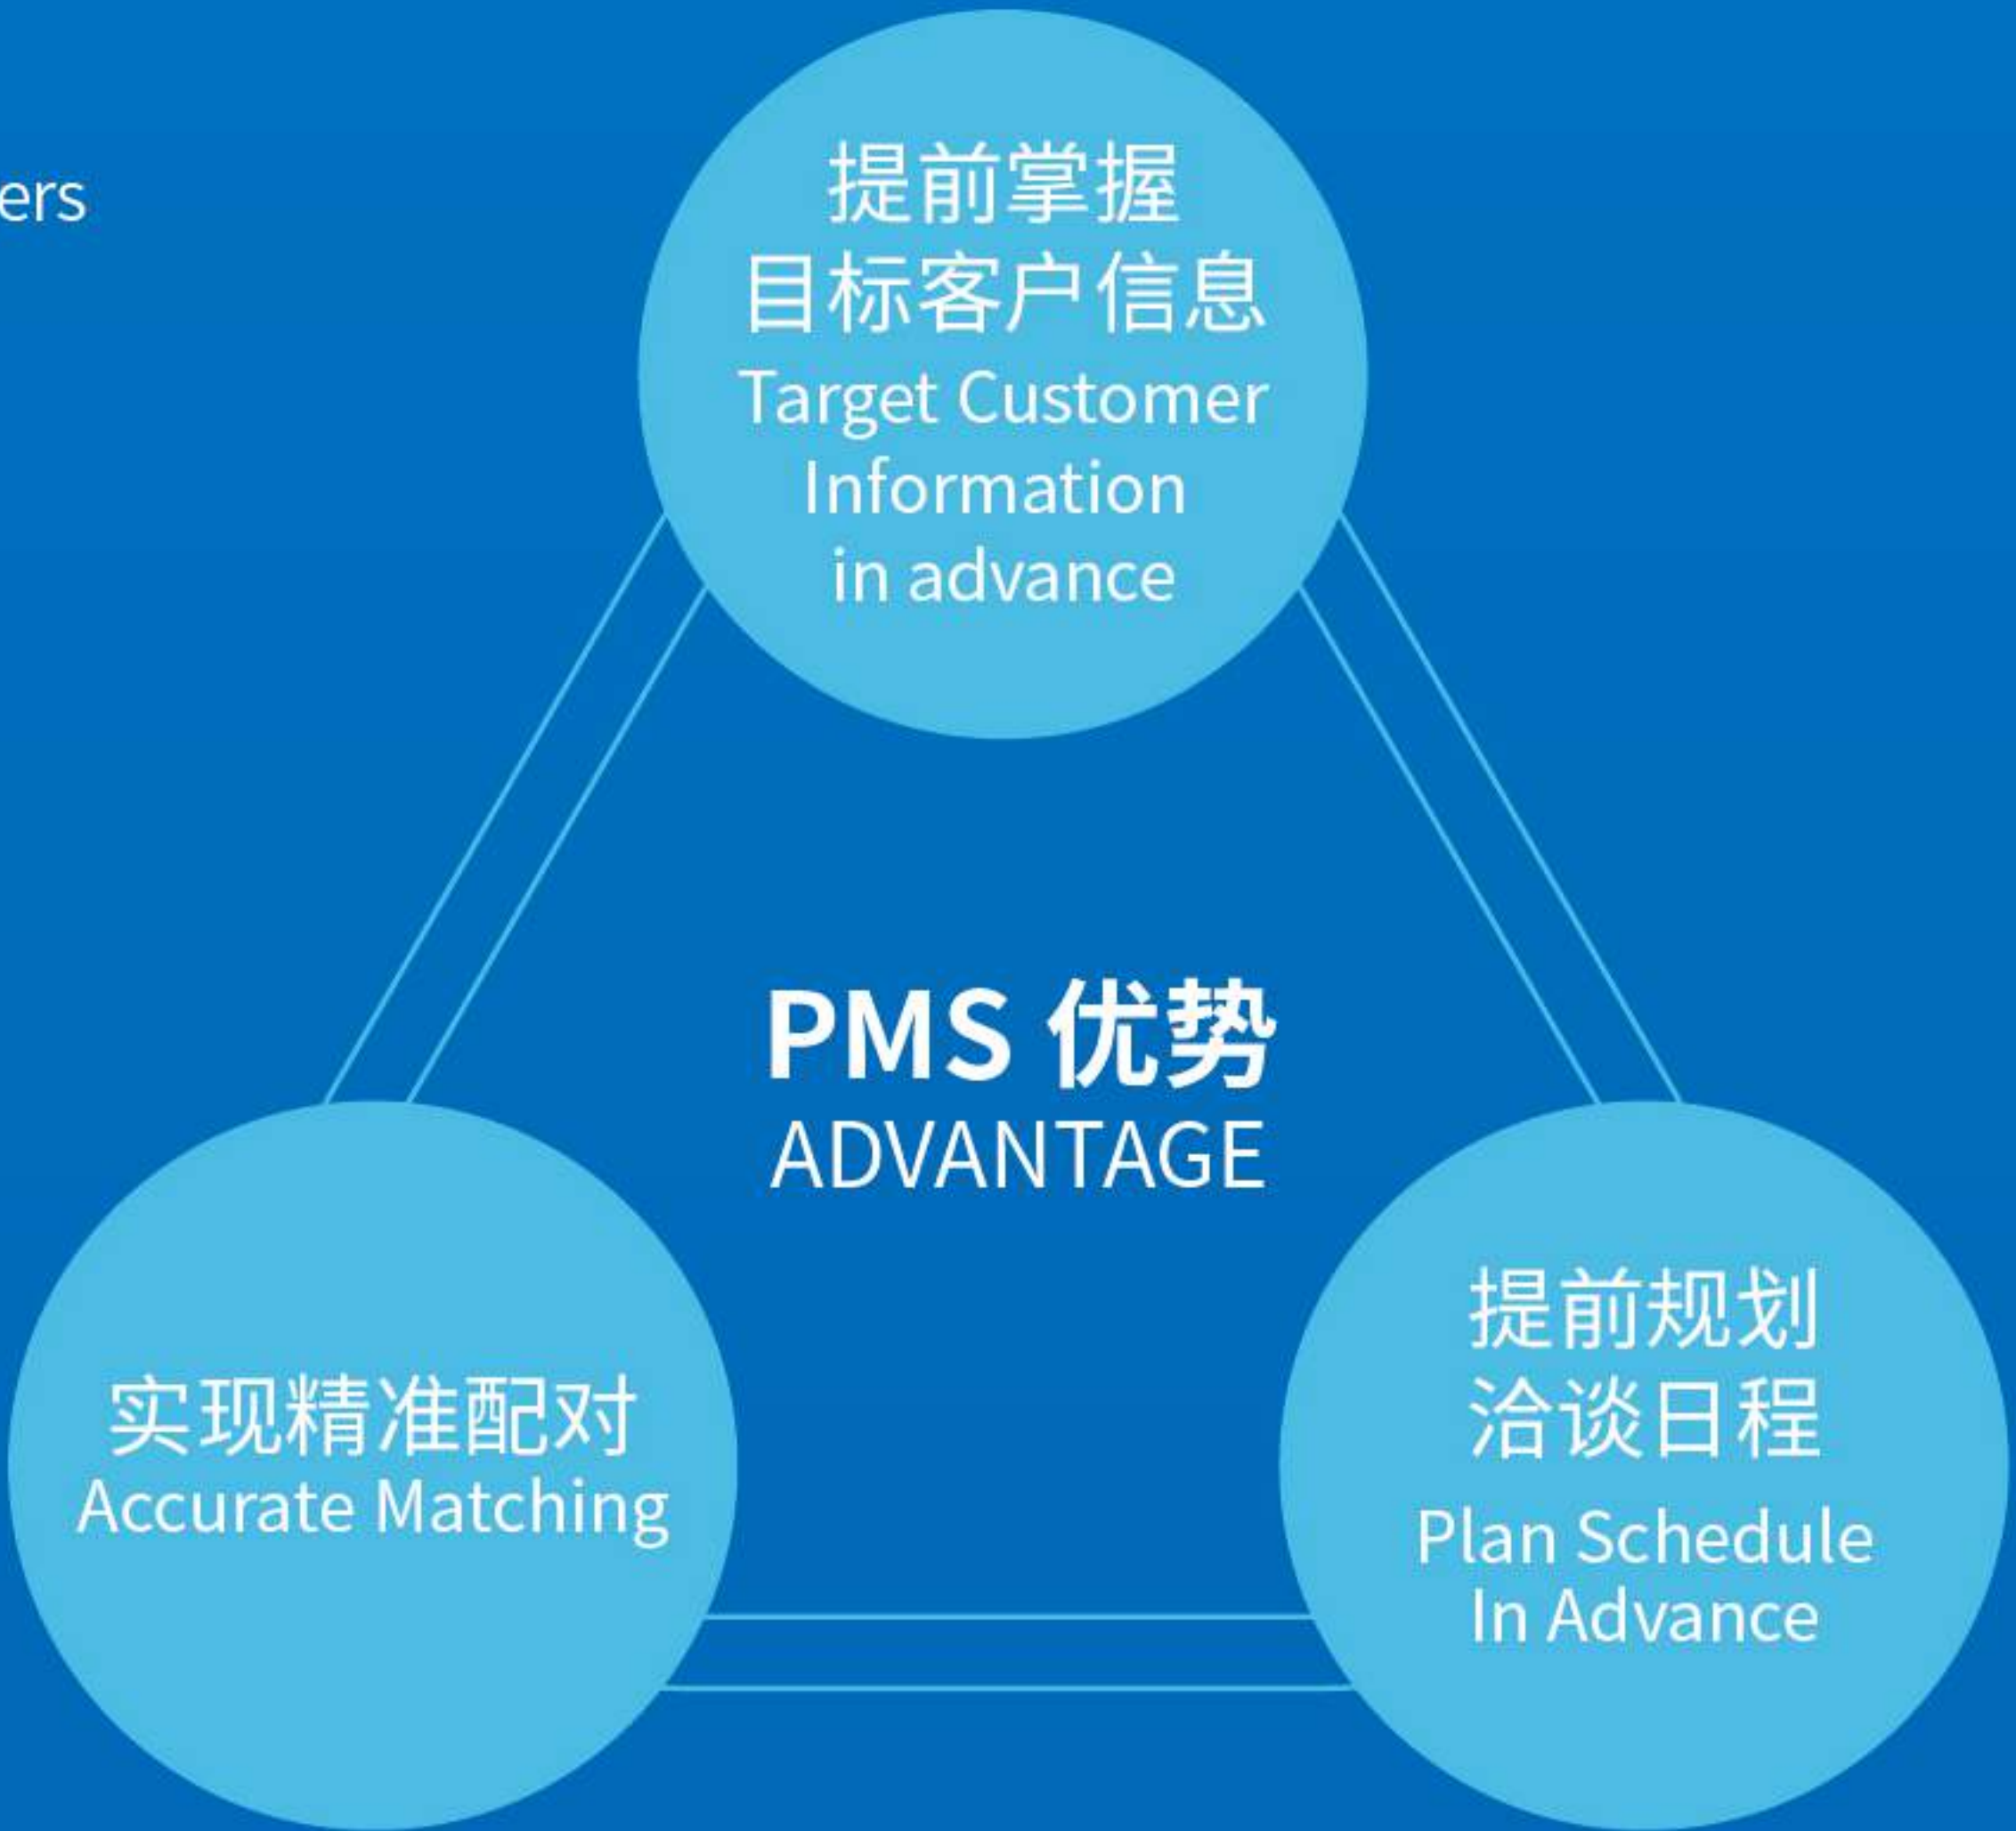 ers
提前掌握
目标客户信息
Target Customer
Information
in advance
PMS 优势
ADVANTAGE
实现精准配对
Accurate Matching
提前规划
洽谈日程
Plan Schedule
In Advance